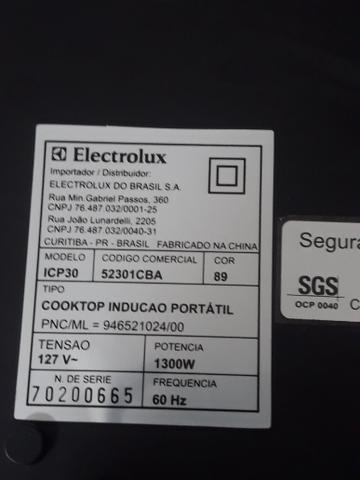 Electrolux
Importador / Distribuidor:
ELECTROLUX DO BRASIL S.A.
Rua Min.Gabriel Passos, 360
CNPJ 76.487.032/0001-25
Rua João Lunardelli, 2205
CNPJ 76.487.032/0040-31
CURITIBA - PR - BRASIL FABRICADO NA CHINA
MODELO CODIGO COMERCIAL COR
ICP30 52301CBA 89
TIPO
COOKTOP INDUCAO PORTÁTIL
PNC/ML = 946521024/00
TENSAO POTENCIA
127 V~ 1300W
N. DE SERIE FREQUENCIA
70200665 60 Hz
Segura
SGS
OCP 0040
C